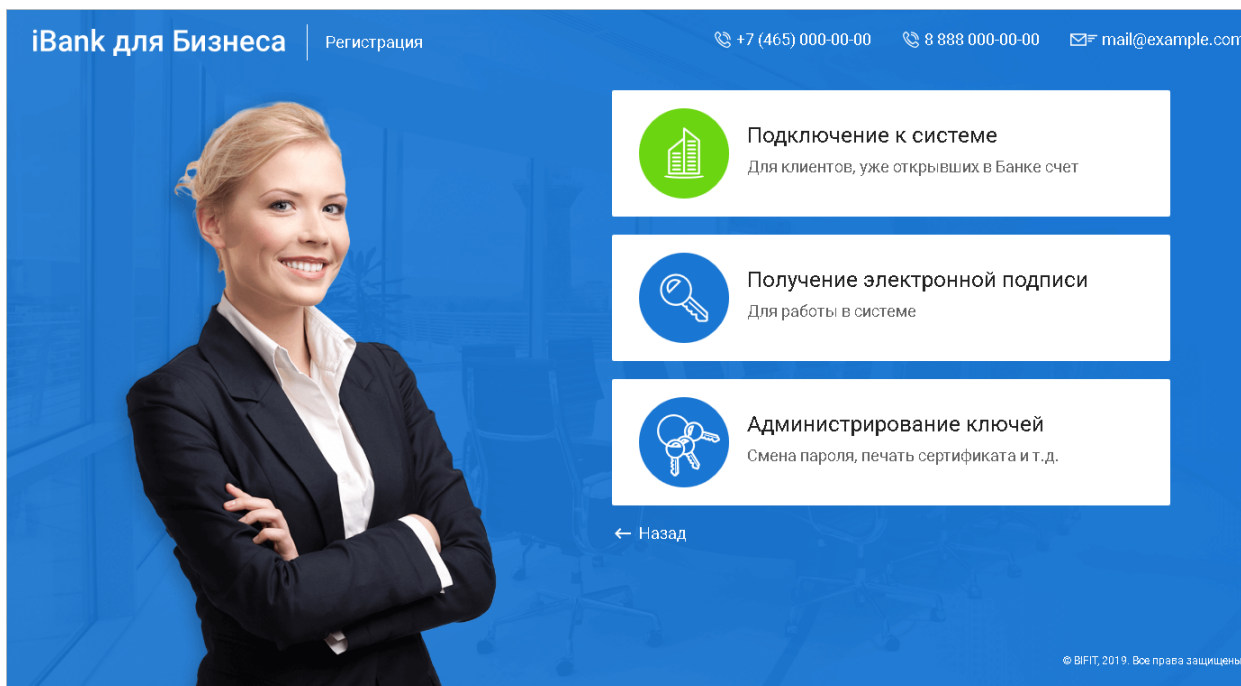 iBank для Бизнеса
Регистрация
+7 (465) 000-00-00
8 888 000-00-00
mail@example.com
Подключение к системе
Для клиентов, уже открывших в Банке счет
Получение электронной подписи
Для работы в системе
Администрирование ключей
Смена пароля, печать сертификата и т.д.
← Назад
© BIFIT, 2019. Все права защищены